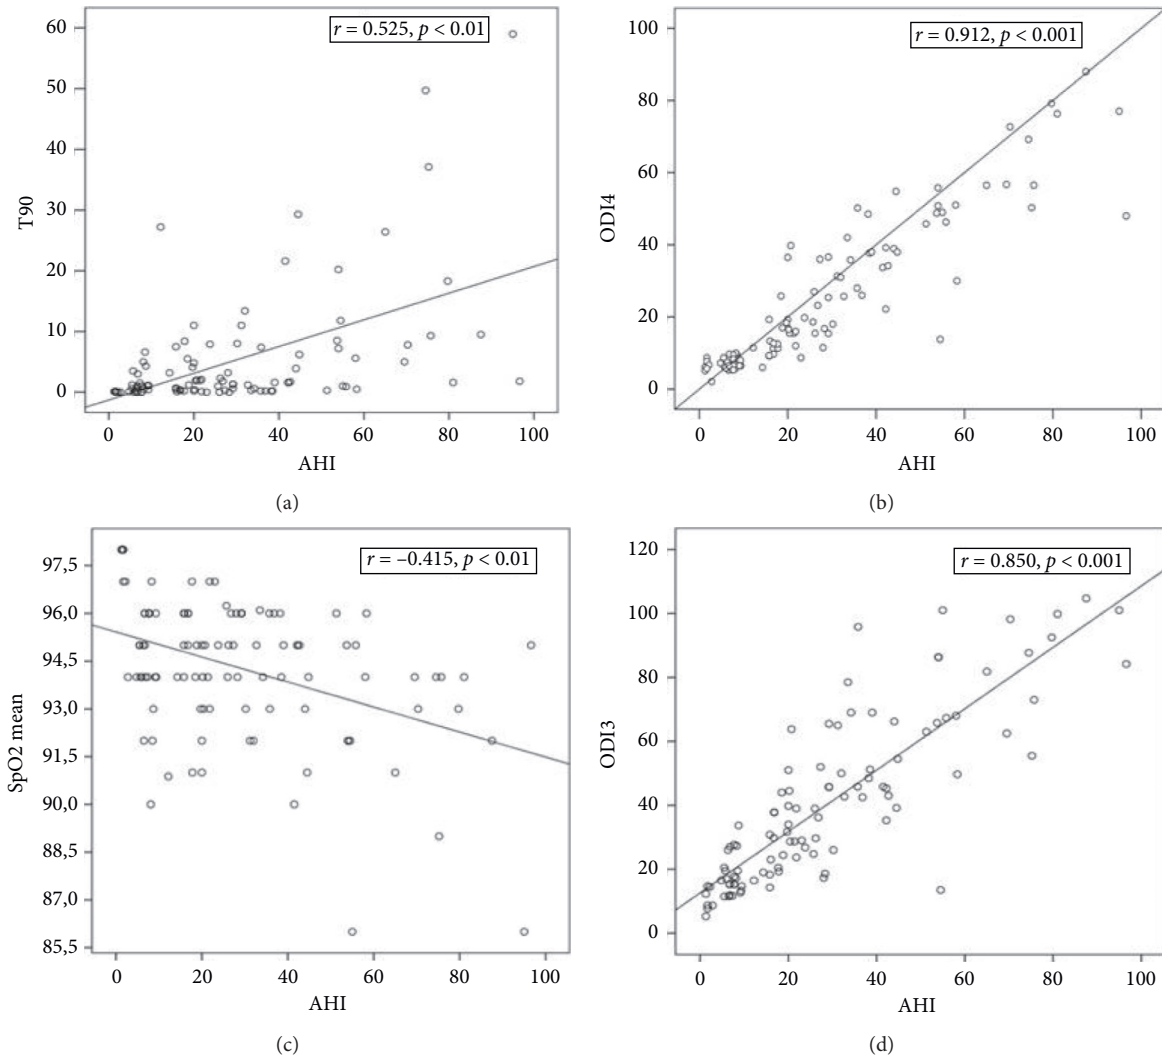 r = 0.525, p < 0.01
60
50
40
30
20
10
0
T90
0 20 40 60 80 100
AHI
(a)
r = 0.912, p < 0.001
100
80
60
40
20
0
ODI4
0 20 40 60 80 100
AHI
(b)
r = –0.415, p < 0.01
97,5
96,0
94,5
93,0
91,5
90,0
88,5
87,0
85,5
SpO2 mean
0 20 40 60 80 100
AHI
(c)
r = 0.850, p < 0.001
120
100
80
60
40
20
0
ODI3
0 20 40 60 80 100
AHI
(d)